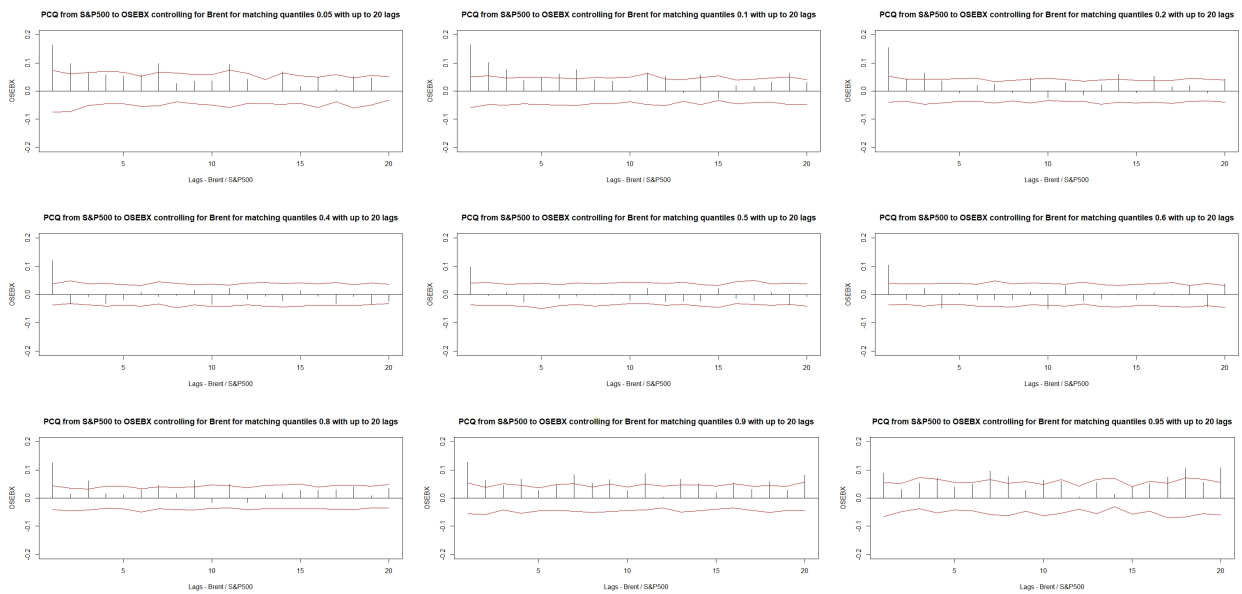 PCQ from S&P500 to OSEBX controlling for Brent for matching quantiles 0.05 with up to 20 lags
OSEBX
0.2
0.1
0.0
-0.1
-0.2
5 10 15 20
Lags - Brent / S&P500
PCQ from S&P500 to OSEBX controlling for Brent for matching quantiles 0.1 with up to 20 lags
OSEBX
0.2
0.1
0.0
-0.1
-0.2
5 10 15 20
Lags - Brent / S&P500
PCQ from S&P500 to OSEBX controlling for Brent for matching quantiles 0.2 with up to 20 lags
OSEBX
0.2
0.1
0.0
-0.1
-0.2
5 10 15 20
Lags - Brent / S&P500
PCQ from S&P500 to OSEBX controlling for Brent for matching quantiles 0.4 with up to 20 lags
OSEBX
0.2
0.1
0.0
-0.1
-0.2
5 10 15 20
Lags - Brent / S&P500
PCQ from S&P500 to OSEBX controlling for Brent for matching quantiles 0.5 with up to 20 lags
OSEBX
0.2
0.1
0.0
-0.1
-0.2
5 10 15 20
Lags - Brent / S&P500
PCQ from S&P500 to OSEBX controlling for Brent for matching quantiles 0.6 with up to 20 lags
OSEBX
0.2
0.1
0.0
-0.1
-0.2
5 10 15 20
Lags - Brent / S&P500
PCQ from S&P500 to OSEBX controlling for Brent for matching quantiles 0.8 with up to 20 lags
OSEBX
0.2
0.1
0.0
-0.1
-0.2
5 10 15 20
Lags - Brent / S&P500
PCQ from S&P500 to OSEBX controlling for Brent for matching quantiles 0.9 with up to 20 lags
OSEBX
0.2
0.1
0.0
-0.1
-0.2
5 10 15 20
Lags - Brent / S&P500
PCQ from S&P500 to OSEBX controlling for Brent for matching quantiles 0.95 with up to 20 lags
OSEBX
0.2
0.1
0.0
-0.1
-0.2
5 10 15 20
Lags - Brent / S&P500